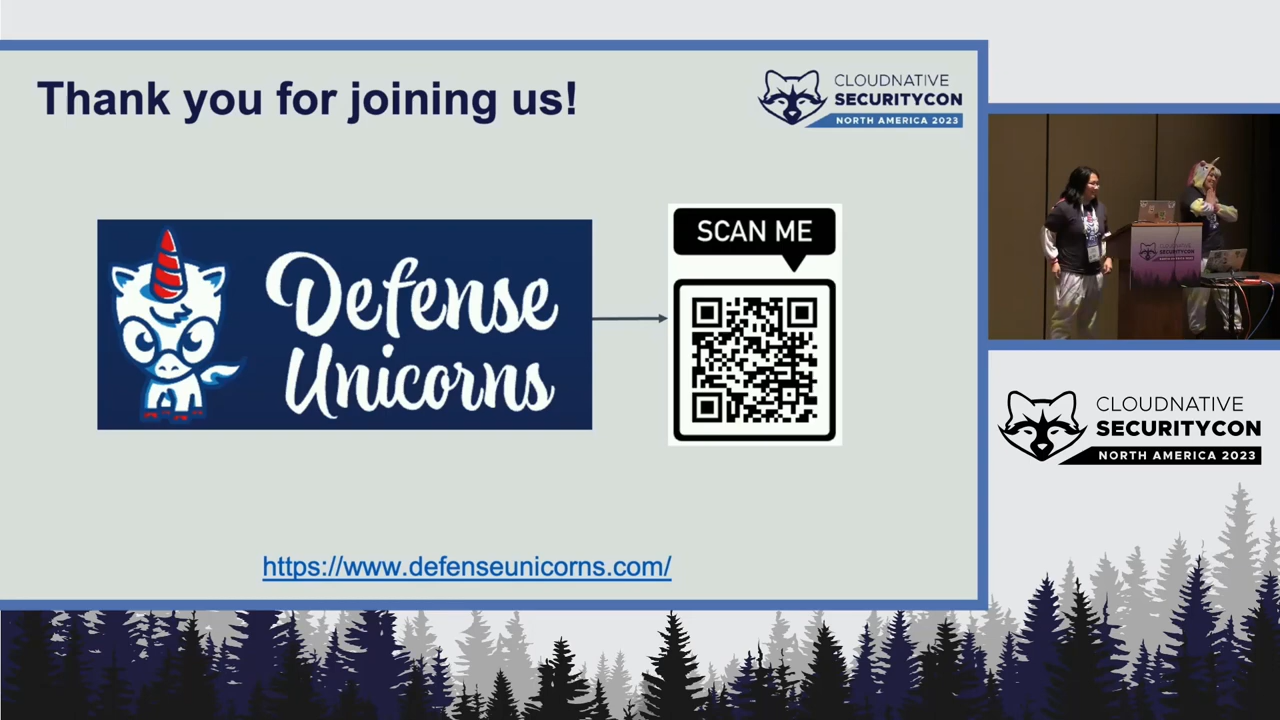 Thank you for joining us!
CLOUDNATIVE
SECURITYCON
NORTH AMERICA 2023
Defense
Unicorns
SCAN ME
https://www.defenseunicorns.com/
CLOUDNATIVE
SECURITYCON
NORTH AMERICA 2023